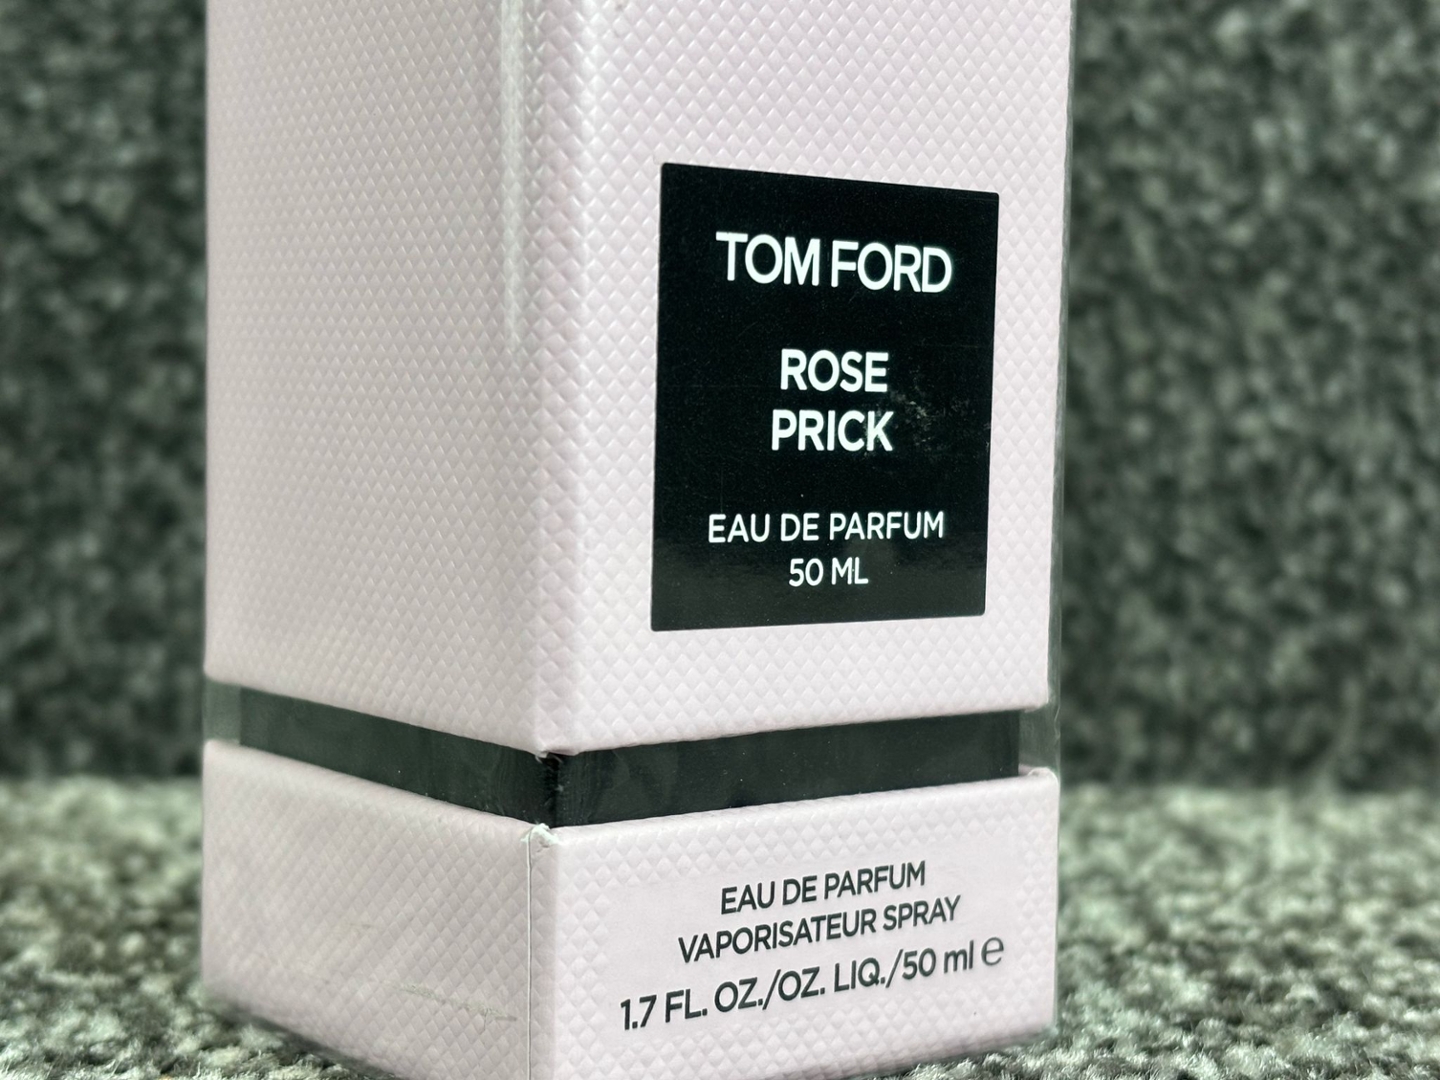 TOM FORD
ROSE
PRICK
EAU DE PARFUM
50 ML
EAU DE PARFUM
VAPORISATEUR SPRAY
1.7 FL. OZ./OZ. LIQ./50 ml ℮